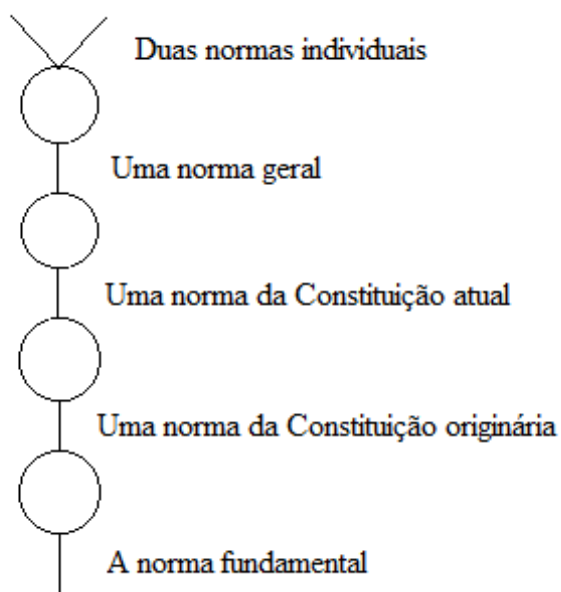 Duas normas individuais
Uma norma geral
Uma norma da Constituição atual
Uma norma da Constituição originária
A norma fundamental